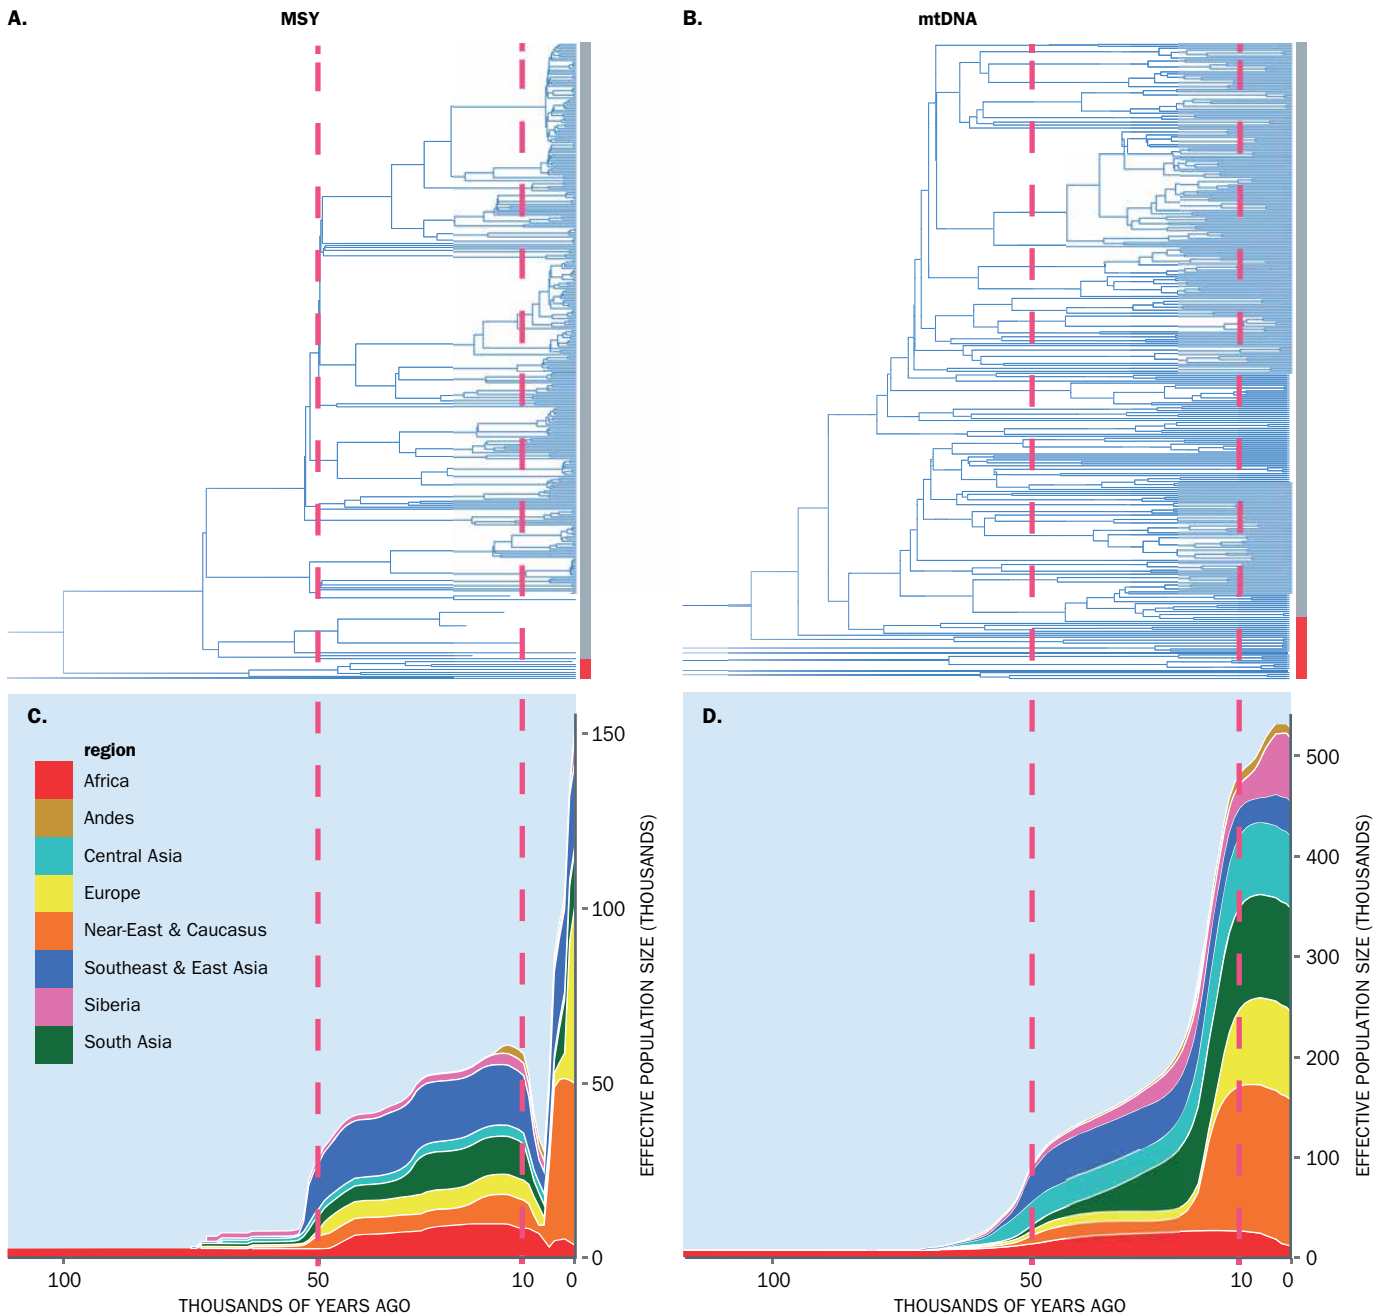 A.
MSY
B.
mtDNA
C.
region
Africa
Andes
Central Asia
Europe
Near-East & Caucasus
Southeast & East Asia
Siberia
South Asia
150
100
50
0
EFFECTIVE POPULATION SIZE (THOUSANDS)
100
50
10
0
THOUSANDS OF YEARS AGO
D.
500
400
300
200
100
0
EFFECTIVE POPULATION SIZE (THOUSANDS)
100
50
10
0
THOUSANDS OF YEARS AGO